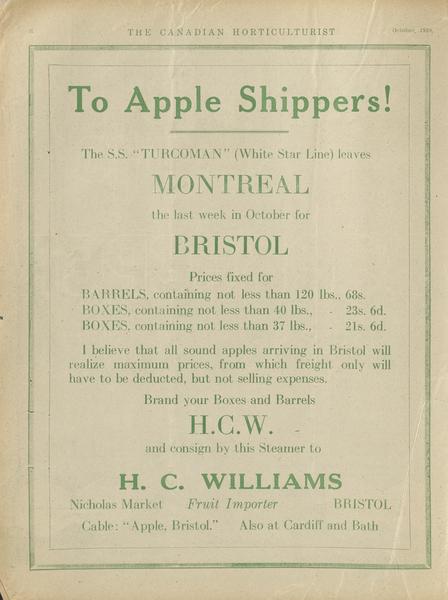 THE CANADIAN HORTICULTURIST
October,
To Apple Shippers!
The S.S. "TURCOMAN" (White Star Line) leaves
MONTREAL
the last week in October for
BRISTOL
Prices fixed for
BARRELS, containing not less than 120 lbs., 68s.
BOXES, containing not less than 40 lbs., - 23s. 6d.
BOXES, containing not less than 37 lbs., - 21s. 6d.
I believe that all sound apples arriving in Bristol will
realize maximum prices, from which freight only will
have to be deducted, but not selling expenses.
Brand your Boxes and Barrels
H.C.W.
and consign by this Steamer to
H. C. WILLIAMS
Nicholas Market Fruit Importer BRISTOL
Cable: "Apple, Bristol." Also at Cardiff and Bath